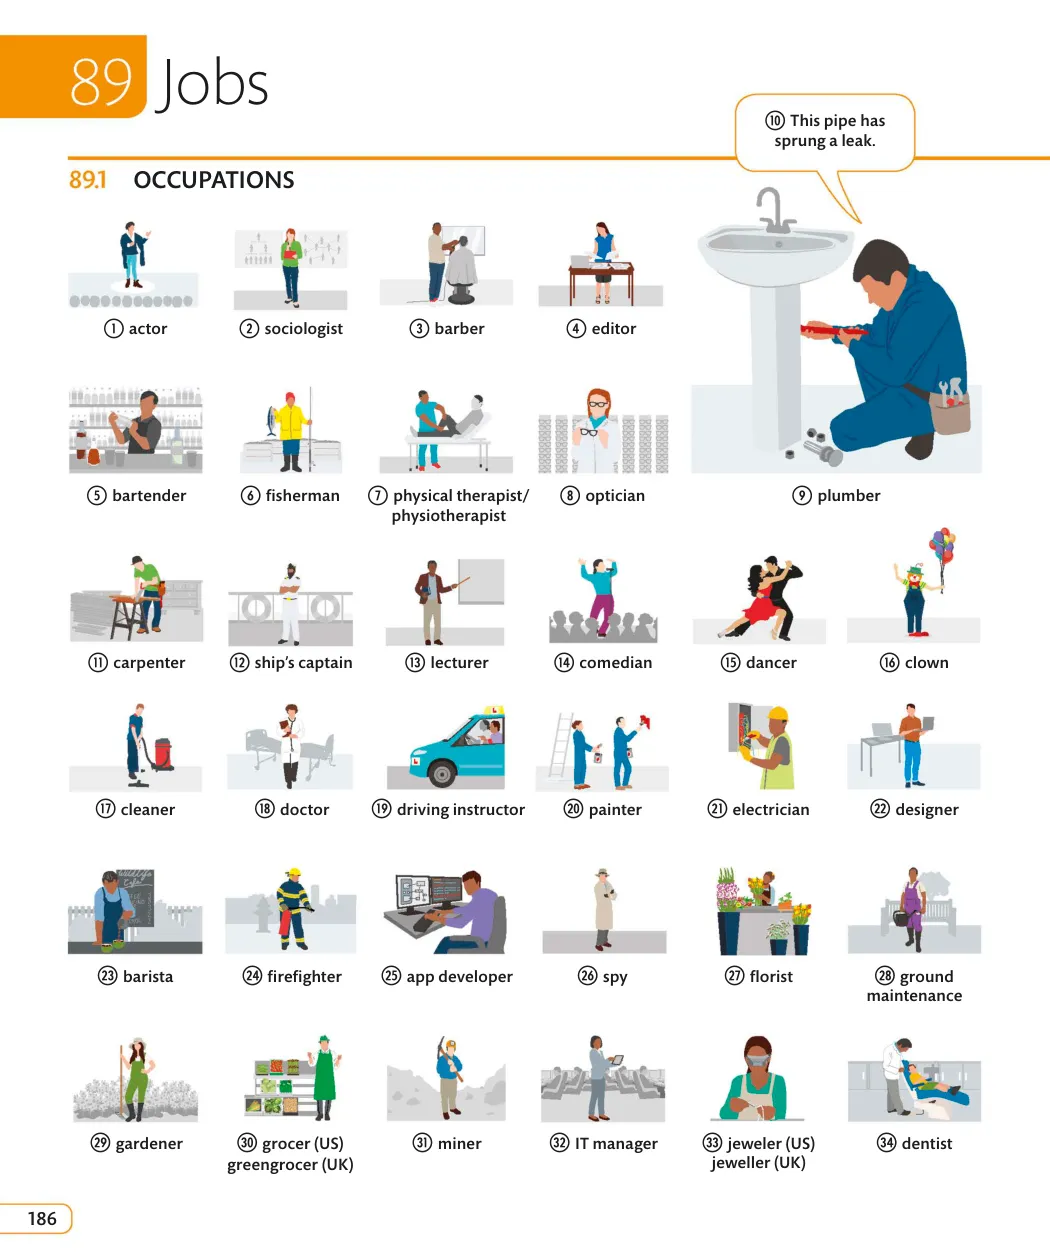 89 Jobs
⑩ This pipe has
sprung a leak.
89.1 OCCUPATIONS
① actor
② sociologist
③ barber
④ editor
⑤ bartender
⑥ fisherman
⑦ physical therapist/
physiotherapist
⑧ optician
⑨ plumber
⑪ carpenter
⑫ ship's captain
⑬ lecturer
⑭ comedian
⑮ dancer
⑯ clown
L
⑰ cleaner
⑱ doctor
⑲ driving instructor
⑳ painter
㉑ electrician
㉒ designer
㉓ barista
㉔ firefighter
㉕ app developer
㉖ spy
㉗ florist
㉘ ground
maintenance
㉙ gardener
㉚ grocer (US)
greengrocer (UK)
㉛ miner
㉜ IT manager
㉝ jeweler (US)
jeweller (UK)
㉞ dentist
186